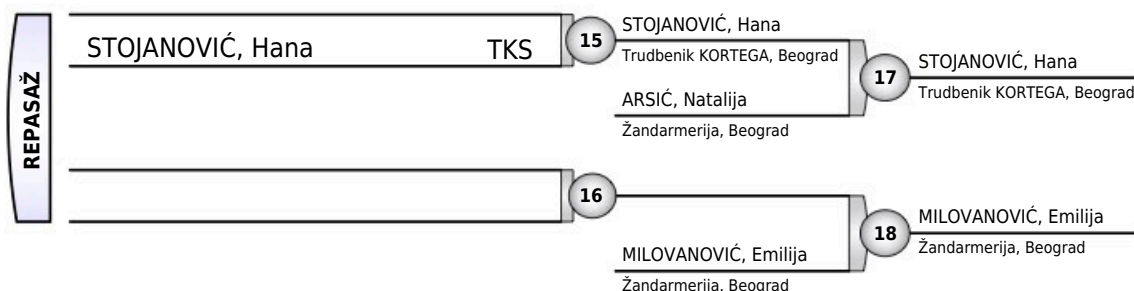 REPASAŽ
STOJANOVIĆ, Hana TKS
15
STOJANOVIĆ, Hana
Trudbenik KORTEGA, Beograd
ARSIĆ, Natalija
Žandarmerija, Beograd
17
STOJANOVIĆ, Hana
Trudbenik KORTEGA, Beograd
16
MILOVANOVIĆ, Emilija
Žandarmerija, Beograd
18
MILOVANOVIĆ, Emilija
Žandarmerija, Beograd